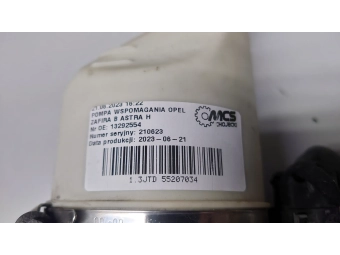 21.06.2023 16:22
POMPA WSPOMAGANIA OPEL
ZAFIRA B ASTRA H
Nr OE: 13292554
Numer seryjny: 210623
Data produkcji: 2023-06-21
MCS
1.3JTD 55207034